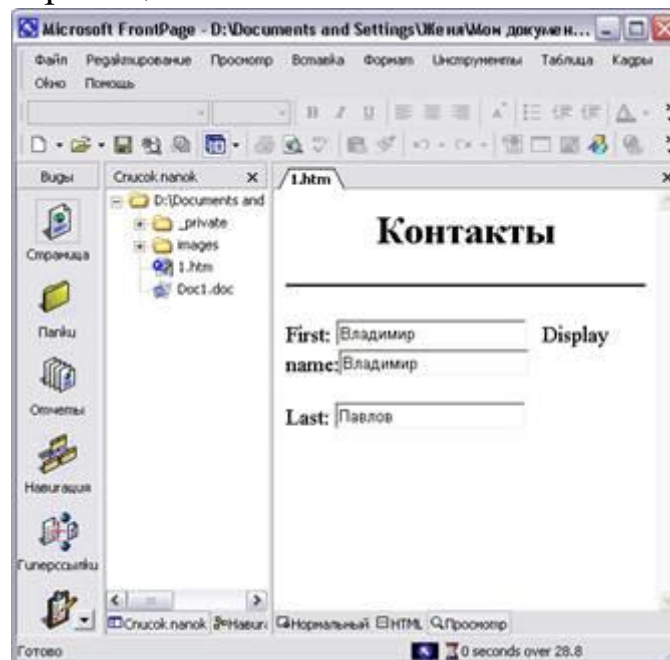 Microsoft FrontPage - D:\Documents and Settings\Женя\Мои докумен...
Файл Редактирование Просмотр Вставка Формат Инструменты Таблица Кадры
Окно Помощь
Виды
Список папок
1.htm
D:\Documents and
_private
images
1.htm
Doc1.doc
Страница
Папки
Отчеты
Навигация
Гиперссылки
Контакты
First: Владимир Display
name: Владимир
Last: Павлов
Список папок Навига
Нормальный HTML Просмотр
Готово
0 seconds over 28.8